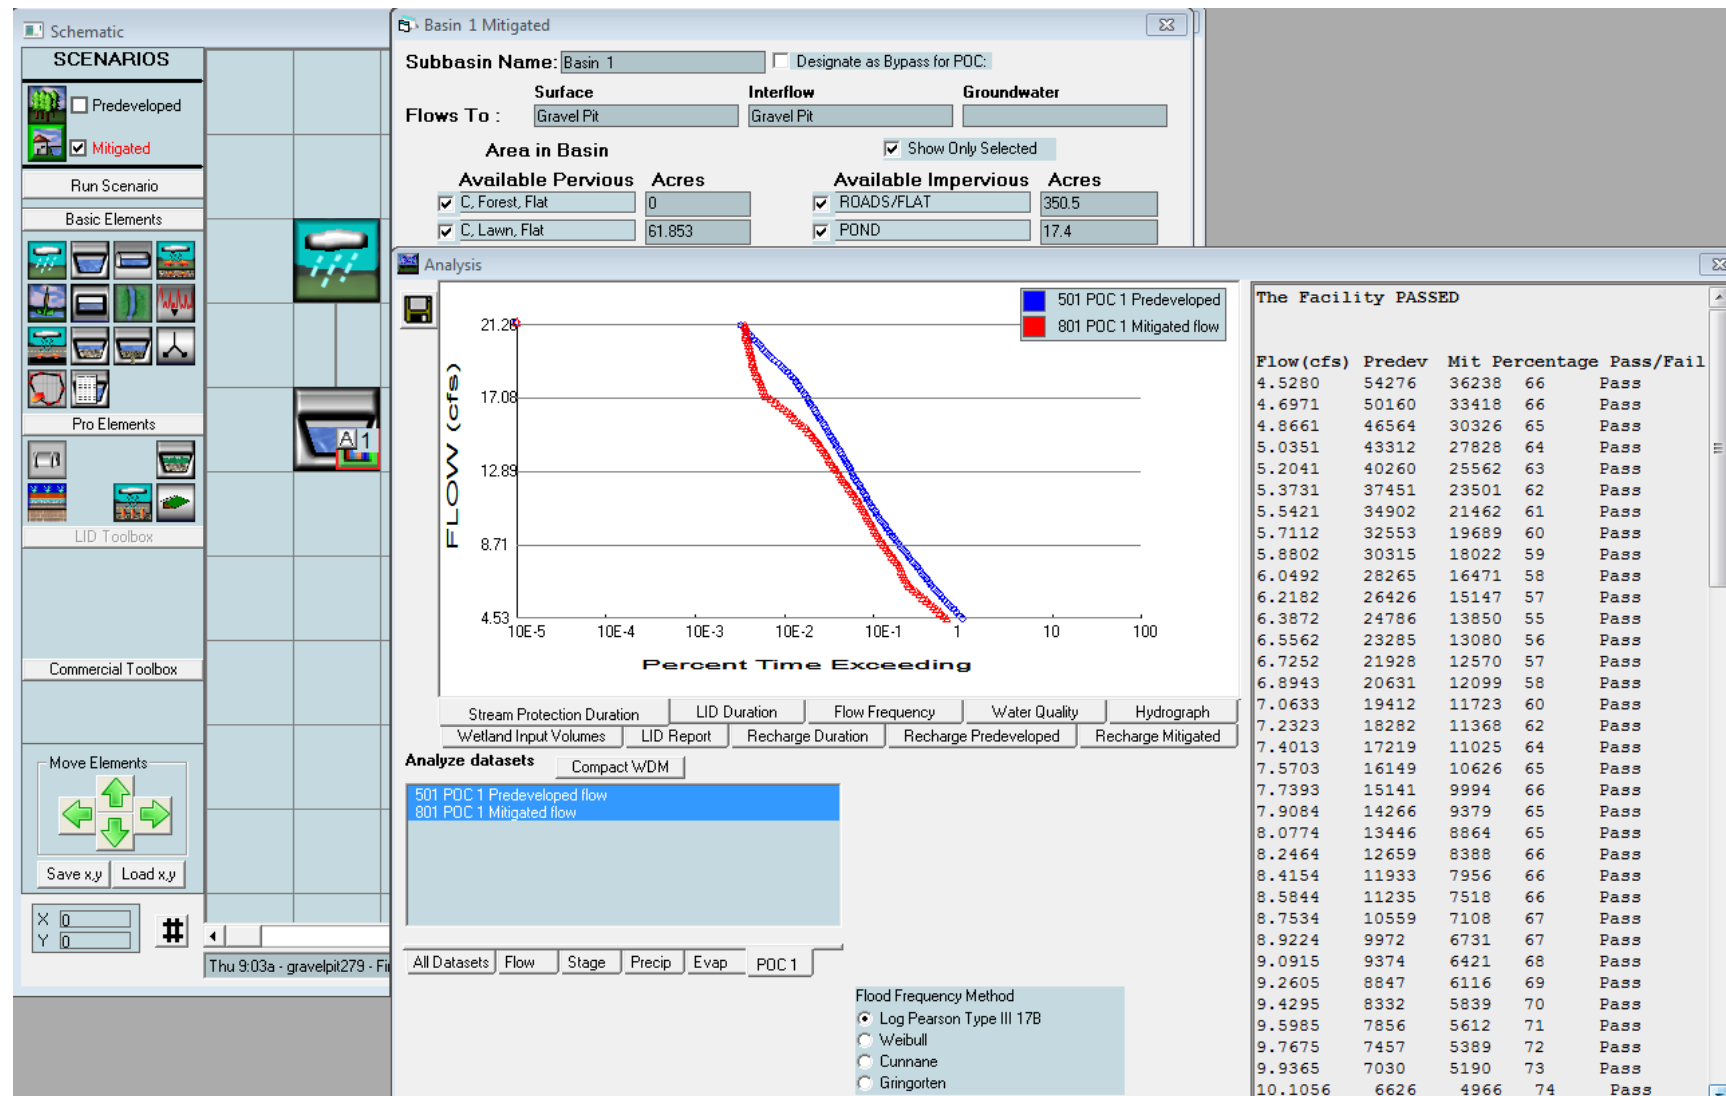 Schematic
SCENARIOS
Predeveloped
Mitigated
Run Scenario
Basic Elements
Pro Elements
LID Toolbox
Commercial Toolbox
Move Elements
Save x,y Load x,y
X 0
Y 0
#
Thu 9:03a - gravelpit279 - Fi
A 1
Basin 1 Mitigated
Subbasin Name: Basin 1 Designate as Bypass for POC:
Surface Interflow Groundwater
Flows To : Gravel Pit Gravel Pit
Area in Basin Show Only Selected
Available Pervious Acres Available Impervious Acres
C, Forest, Flat 0 ROADS/FLAT 350.5
C, Lawn, Flat 61.853 POND 17.4
Analysis
501 POC 1 Predeveloped
801 POC 1 Mitigated flow
FLOW (cfs)
21.26
17.08
12.89
8.71
4.53
10E-5 10E-4 10E-3 10E-2 10E-1 1 10 100
Percent Time Exceeding
Stream Protection Duration LID Duration Flow Frequency Water Quality Hydrograph
Wetland Input Volumes LID Report Recharge Duration Recharge Predeveloped Recharge Mitigated
Analyze datasets Compact WDM
501 POC 1 Predeveloped flow
801 POC 1 Mitigated flow
All Datasets Flow Stage Precip Evap POC 1
Flood Frequency Method
Log Pearson Type III 17B
Weibull
Cunnane
Gringorten
The Facility PASSED
Flow(cfs) Predev Mit Percentage Pass/Fail
4.5280 54276 36238 66 Pass
4.6971 50160 33418 66 Pass
4.8661 46564 30326 65 Pass
5.0351 43312 27828 64 Pass
5.2041 40260 25562 63 Pass
5.3731 37451 23501 62 Pass
5.5421 34902 21462 61 Pass
5.7112 32553 19689 60 Pass
5.8802 30315 18022 59 Pass
6.0492 28265 16471 58 Pass
6.2182 26426 15147 57 Pass
6.3872 24786 13850 55 Pass
6.5562 23285 13080 56 Pass
6.7252 21928 12570 57 Pass
6.8943 20631 12099 58 Pass
7.0633 19412 11723 60 Pass
7.2323 18282 11368 62 Pass
7.4013 17219 11025 64 Pass
7.5703 16149 10626 65 Pass
7.7393 15141 9994 66 Pass
7.9084 14266 9379 65 Pass
8.0774 13446 8864 65 Pass
8.2464 12659 8388 66 Pass
8.4154 11933 7956 66 Pass
8.5844 11235 7518 66 Pass
8.7534 10559 7108 67 Pass
8.9224 9972 6731 67 Pass
9.0915 9374 6421 68 Pass
9.2605 8847 6116 69 Pass
9.4295 8332 5839 70 Pass
9.5985 7856 5612 71 Pass
9.7675 7457 5389 72 Pass
9.9365 7030 5190 73 Pass
10.1056 6626 4966 74 Pass